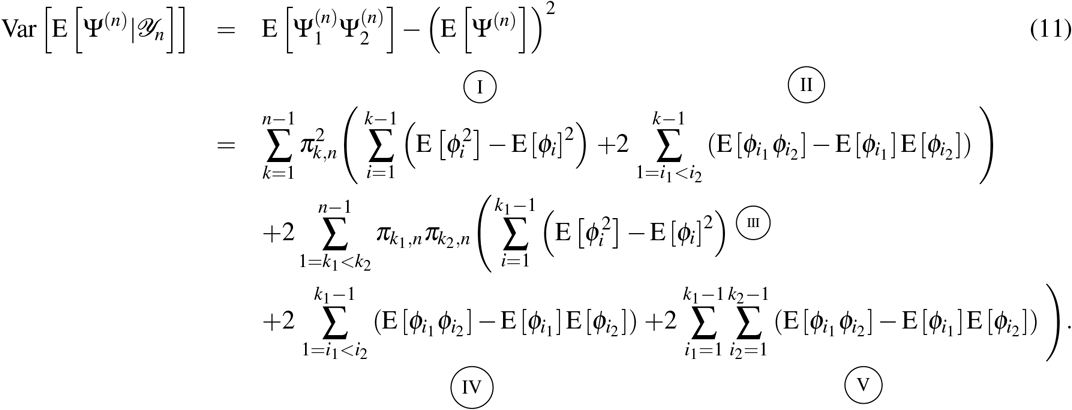 Var[E[Ψ^{(n)}|𝒴_n]] = E[Ψ_1^{(n)}Ψ_2^{(n)}] − (E[Ψ^{(n)}])^2 (11)
I II
= ∑_{k=1}^{n−1} π_{k,n}^2 ( ∑_{i=1}^{k−1} (E[ϕ_i^2] − E[ϕ_i]^2) +2 ∑_{1=i_1<i_2}^{k−1} (E[ϕ_{i_1}ϕ_{i_2}] − E[ϕ_{i_1}]E[ϕ_{i_2}]) )
+2 ∑_{1=k_1<k_2}^{n−1} π_{k_1,n}π_{k_2,n} ( ∑_{i=1}^{k_1−1} (E[ϕ_i^2] − E[ϕ_i]^2) III
+2 ∑_{1=i_1<i_2}^{k_1−1} (E[ϕ_{i_1}ϕ_{i_2}] − E[ϕ_{i_1}]E[ϕ_{i_2}]) +2 ∑_{i_1=1}^{k_1−1} ∑_{i_2=1}^{k_2−1} (E[ϕ_{i_1}ϕ_{i_2}] − E[ϕ_{i_1}]E[ϕ_{i_2}]) ).
IV V